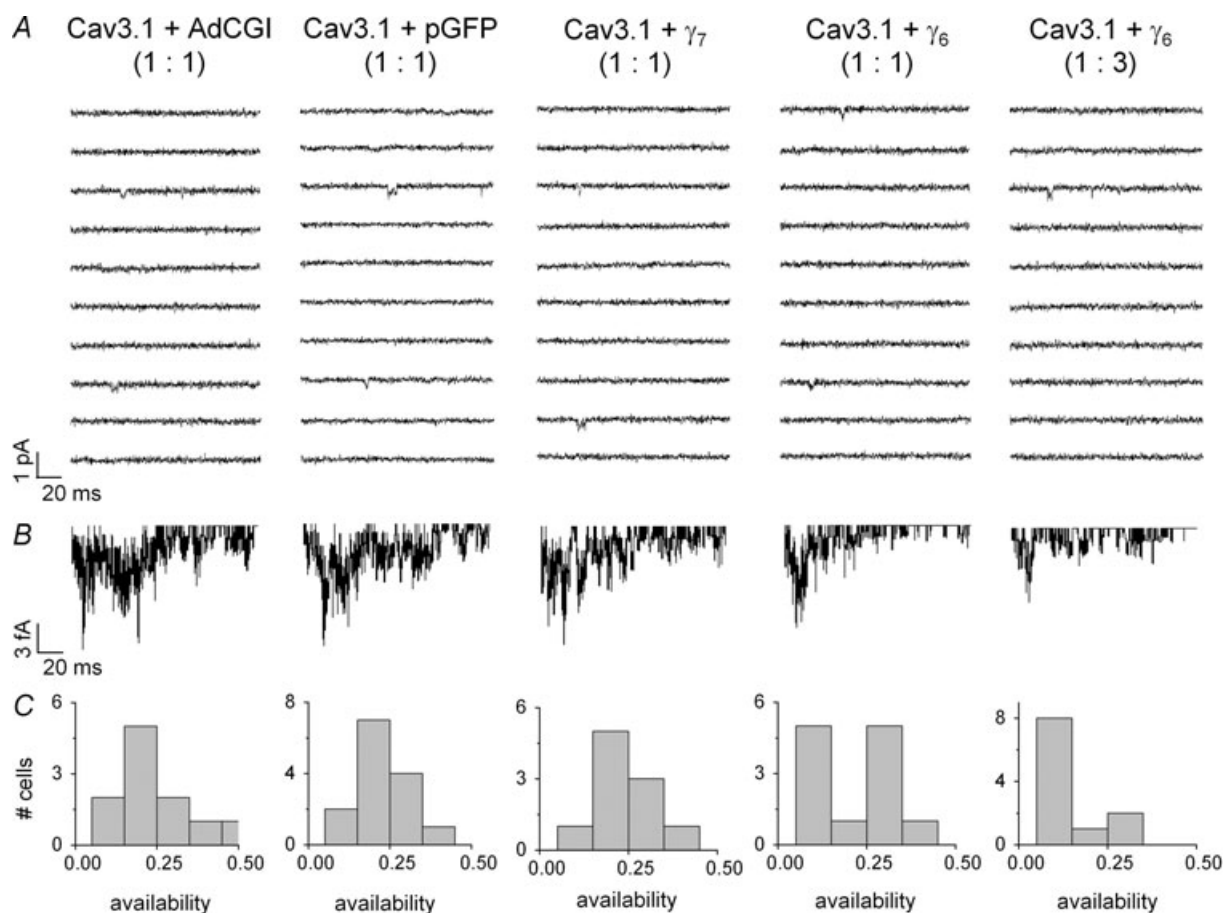 A Cav3.1 + AdCGI Cav3.1 + pGFP Cav3.1 + γ7 Cav3.1 + γ6 Cav3.1 + γ6
(1 : 1) (1 : 1) (1 : 1) (1 : 1) (1 : 3)
1 pA
20 ms
B
3 fA
20 ms
C 6 8 6 6 8
3 4 3 3 4
# cells
0 0 0 0 0
0.00 0.25 0.50 0.00 0.25 0.50 0.00 0.25 0.50 0.00 0.25 0.50 0.00 0.25 0.50
availability availability availability availability availability